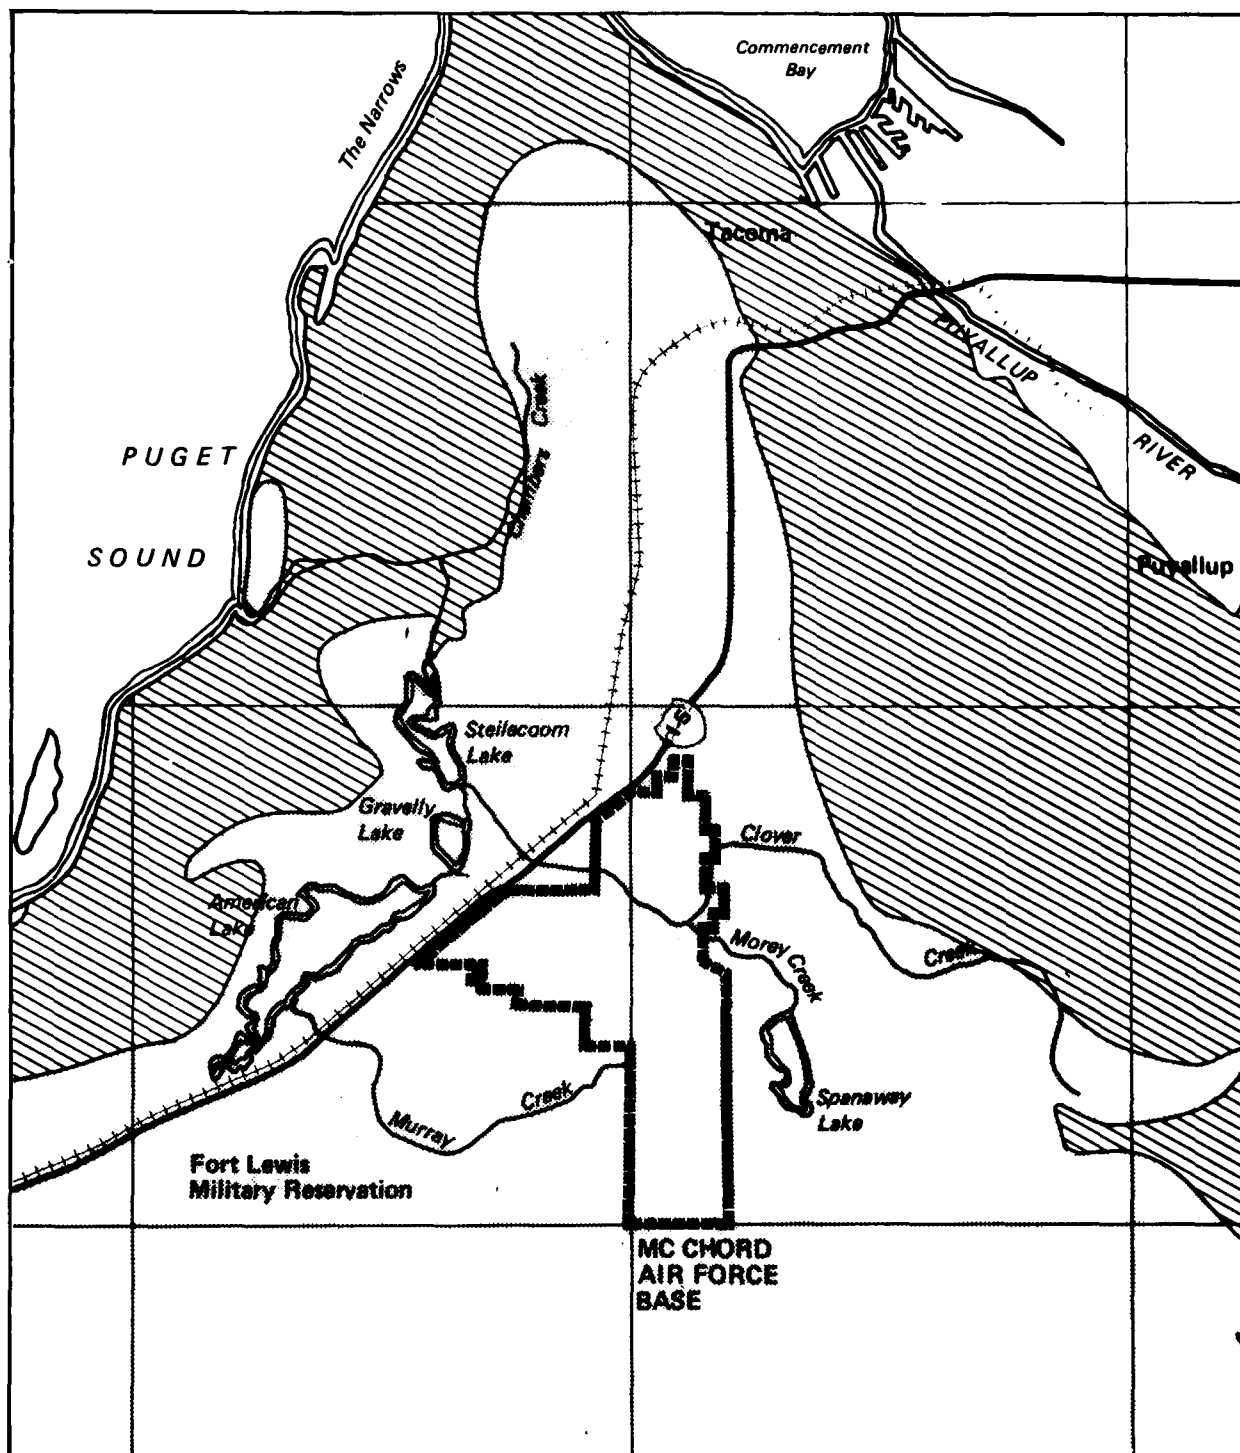 Commencement
Bay
The Narrows
Tacoma
PUYALLUP
RIVER
Creek
Chambers
PUGET
SOUND
Puyallup
I-5
Steilacoom
Lake
Gravelly
Lake
Clover
Creek
American
Lake
Morey Creek
Spanaway
Lake
Creek
Murray
Fort Lewis
Military Reservation
MC CHORD
AIR FORCE
BASE